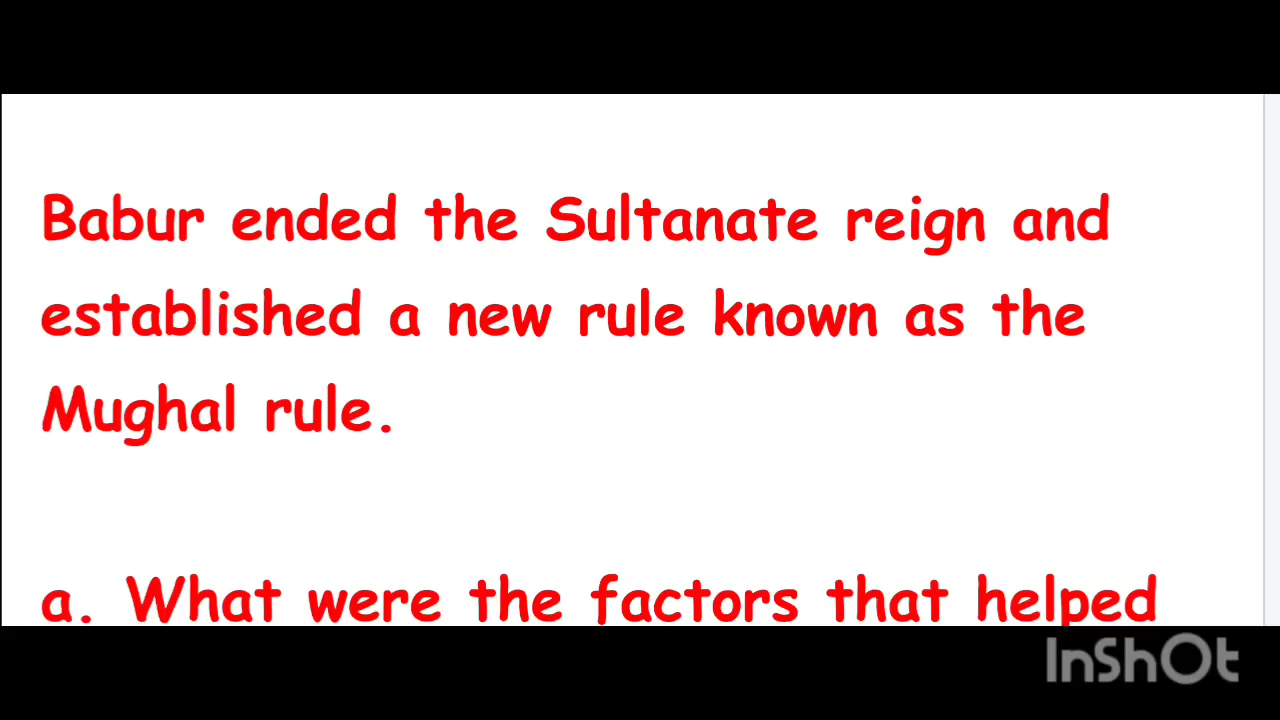 Babur ended the Sultanate reign and
established a new rule known as the
Mughal rule.
a. What were the factors that helped
InShOt